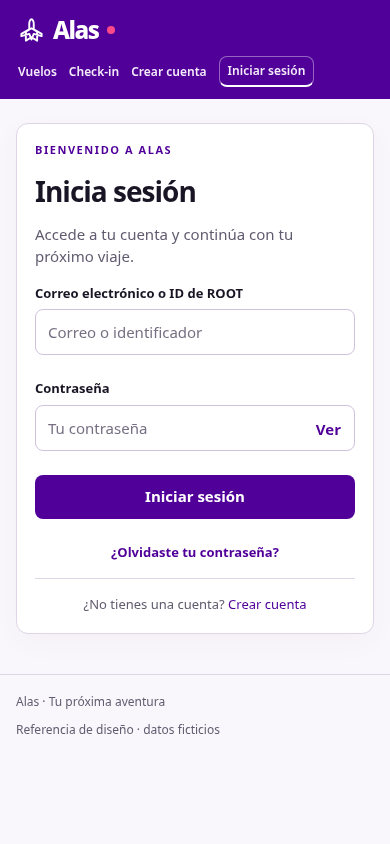 Alas
Vuelos Check-in Crear cuenta Iniciar sesión
BIENVENIDO A ALAS
Inicia sesión
Accede a tu cuenta y continúa con tu
próximo viaje.
Correo electrónico o ID de ROOT
Correo o identificador
Contraseña
Tu contraseña Ver
Iniciar sesión
¿Olvidaste tu contraseña?
¿No tienes una cuenta? Crear cuenta
Alas · Tu próxima aventura
Referencia de diseño · datos ficticios